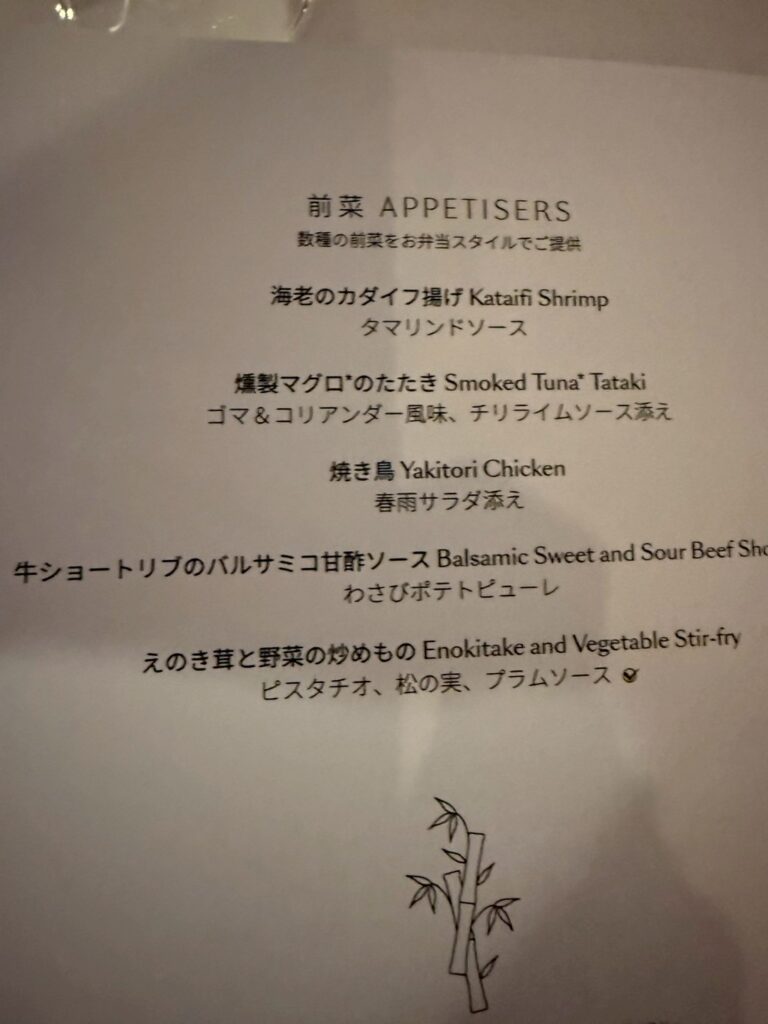 前菜 APPETISERS
数種の前菜をお弁当スタイルでご提供
海老のカダイフ揚げ Kataifi Shrimp
タマリンドソース
燻製マグロ*のたたき Smoked Tuna* Tataki
ゴマ＆コリアンダー風味、チリライムソース添え
焼き鳥 Yakitori Chicken
春雨サラダ添え
牛ショートリブのバルサミコ甘酢ソース Balsamic Sweet and Sour Beef
わさびポテトピューレ
えのき茸と野菜の炒めもの Enokitake and Vegetable Stir-fry
ピスタチオ、松の実、プラムソース